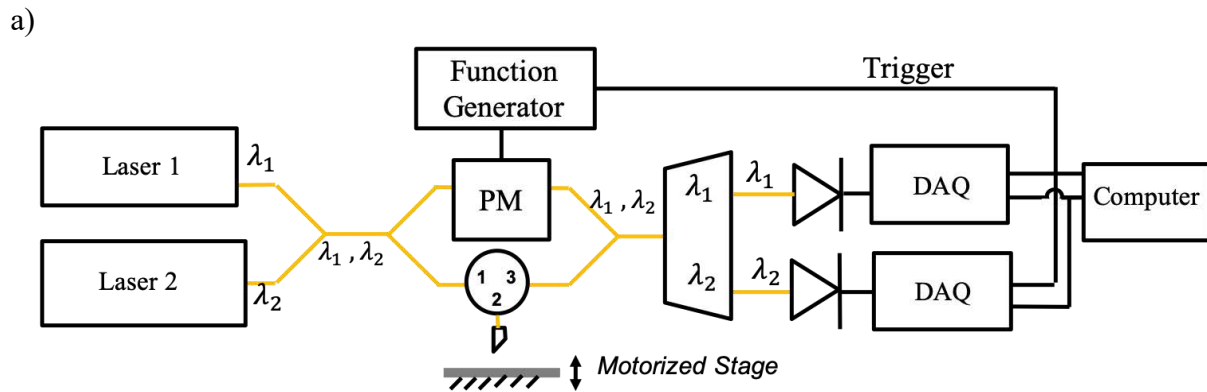 a)
Function
Generator
Trigger
Laser 1
λ₁
PM
λ₁ , λ₂
λ₁
λ₁
DAQ
Computer
λ₁ , λ₂
Laser 2
λ₂
1 3
2
λ₂
λ₂
DAQ
Motorized Stage